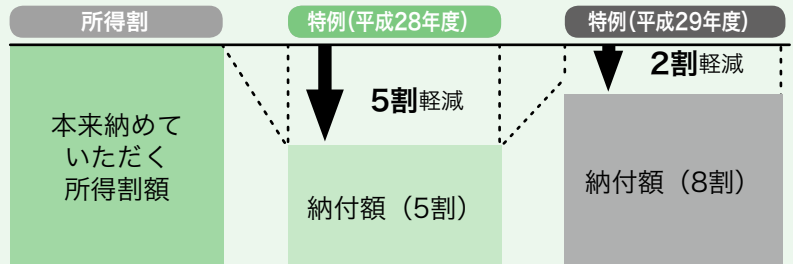 所得割
特例(平成28年度)
特例(平成29年度)
5割軽減
2割軽減
本来納めて
いただく
所得割額
納付額（5割）
納付額（8割）